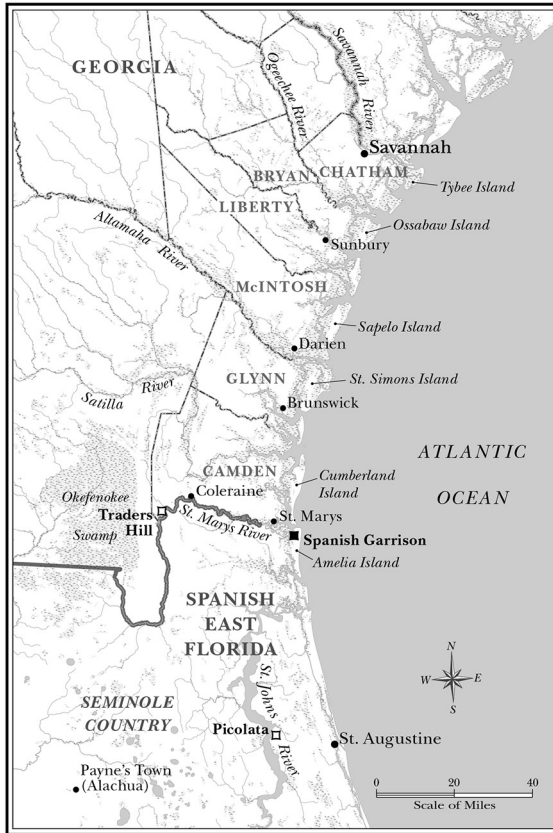 GEORGIA
Savannah River
Ogeechee River
Savannah
BRYAN
CHATHAM
Tybee Island
LIBERTY
Ossabaw Island
Sunbury
Altamaha River
McINTOSH
Sapelo Island
Darien
GLYNN
St. Simons Island
Satilla River
Brunswick
ATLANTIC
OCEAN
CAMDEN
Cumberland
Island
Coleraine
Okefenokee
Swamp
Traders
Hill
St. Marys River
St. Marys
Spanish Garrison
Amelia Island
SPANISH
EAST
FLORIDA
N
W
E
S
St. Johns River
SEMINOLE
COUNTRY
Picolata
St. Augustine
Payne's Town
(Alachua)
0 20 40
Scale of Miles